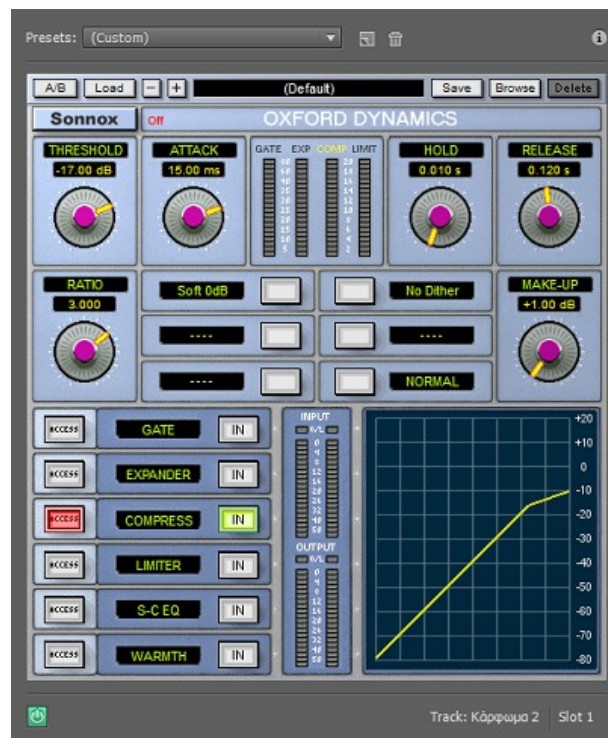 Presets: (Custom)
A/B Load − + (Default) Save Browse Delete
Sonnox Off OXFORD DYNAMICS
THRESHOLD ATTACK GATE EXP COMP LIMIT HOLD RELEASE
-17.00 dB 15.00 ms 0.010 s 0.120 s
RATIO Soft 0dB No Dither MAKE-UP
3.000 +1.00 dB
---- ----
---- NORMAL
ACCESS GATE IN
ACCESS EXPANDER IN
ACCESS COMPRESS IN
ACCESS LIMITER IN
ACCESS S-C EQ IN
ACCESS WARMTH IN
INPUT
OVL
OUTPUT
OVL
+20
+10
0
-10
-20
-30
-40
-50
-60
-70
-80
Track: Κάρφωμα 2 Slot 1